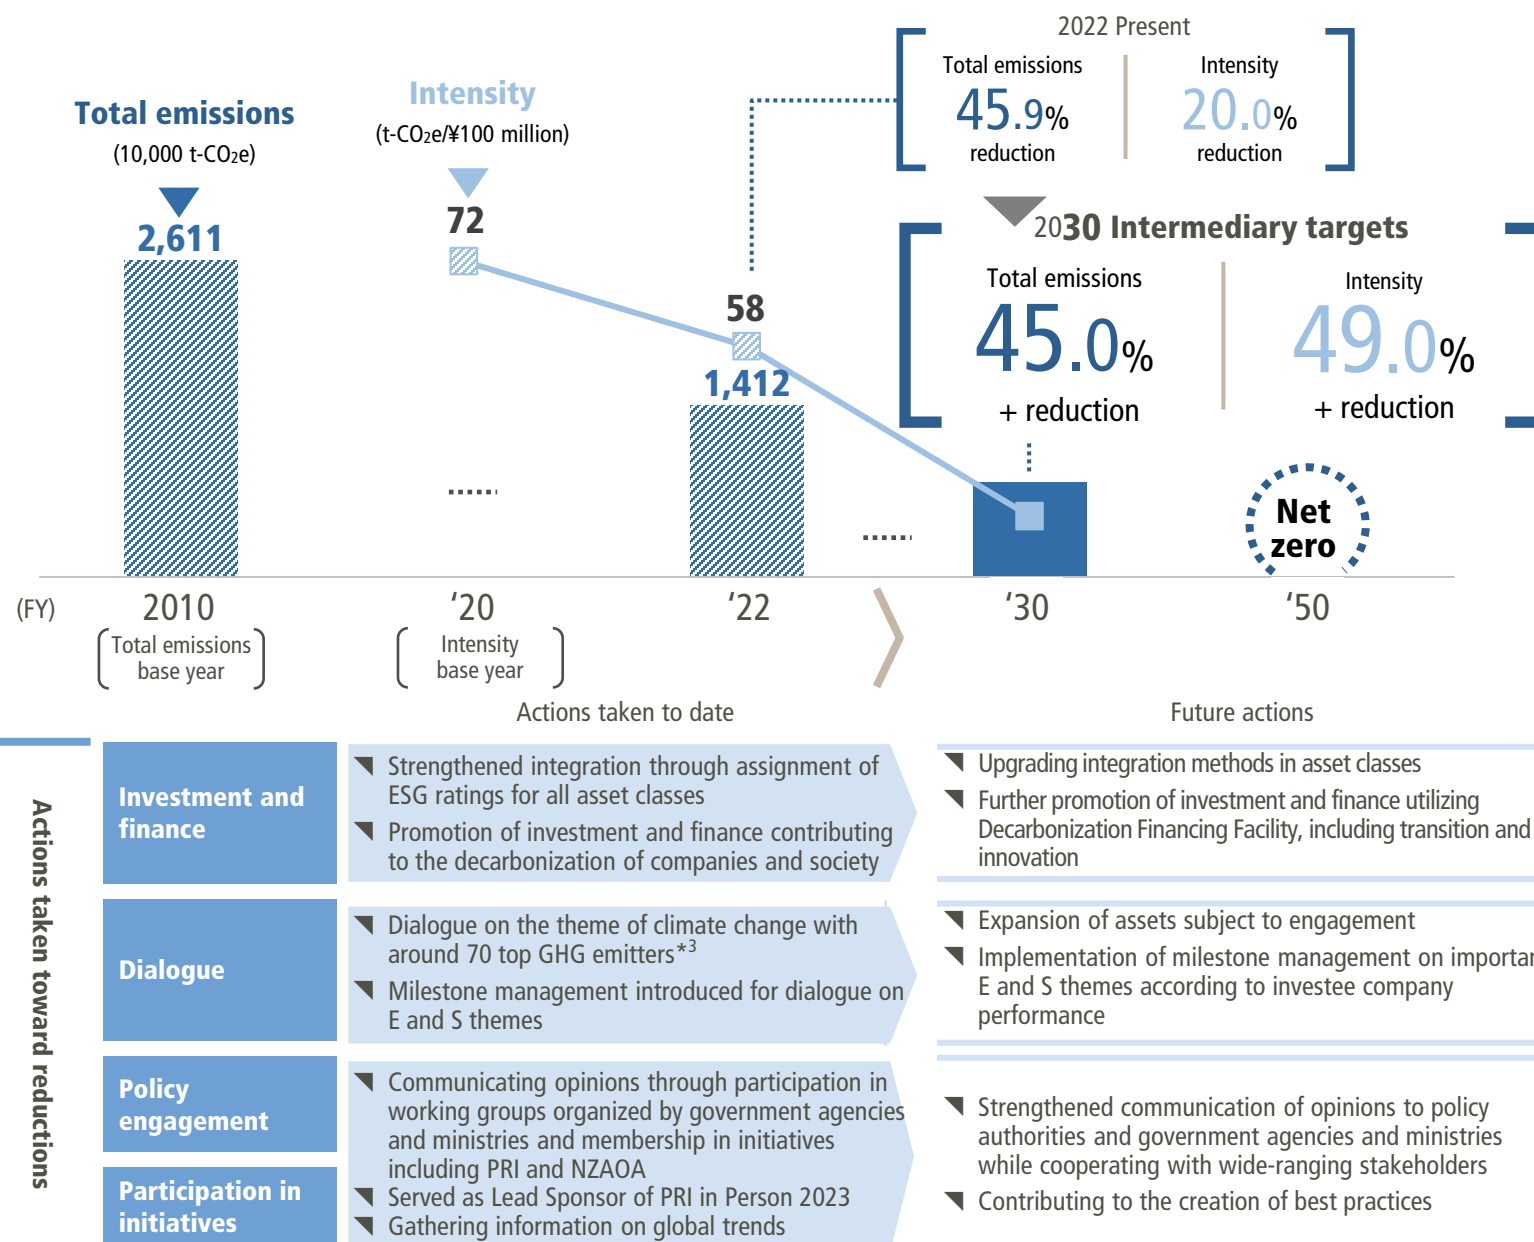 2022 Present
Total emissions
45.9%
reduction
Intensity
20.0%
reduction
Total emissions
(10,000 t-CO2e)
Intensity
(t-CO2e/¥100 million)
2,611
72
58
1,412
2030 Intermediary targets
Total emissions
45.0%
+ reduction
Intensity
49.0%
+ reduction
Net
zero
(FY)
2010
‘20
‘22
‘30
‘50
Total emissions
base year
Intensity
base year
Actions taken to date
Future actions
Actions taken toward reductions
Investment and
finance
Strengthened integration through assignment of
ESG ratings for all asset classes
Promotion of investment and finance contributing
to the decarbonization of companies and society
Upgrading integration methods in asset classes
Further promotion of investment and finance utilizing
Decarbonization Financing Facility, including transition and
innovation
Dialogue
Dialogue on the theme of climate change with
around 70 top GHG emitters*3
Milestone management introduced for dialogue on
E and S themes
Expansion of assets subject to engagement
Implementation of milestone management on importan
E and S themes according to investee company
performance
Policy
engagement
Participation in
initiatives
Communicating opinions through participation in
working groups organized by government agencies
and ministries and membership in initiatives
including PRI and NZAOA
Served as Lead Sponsor of PRI in Person 2023
Gathering information on global trends
Strengthened communication of opinions to policy
authorities and government agencies and ministries
while cooperating with wide-ranging stakeholders
Contributing to the creation of best practices